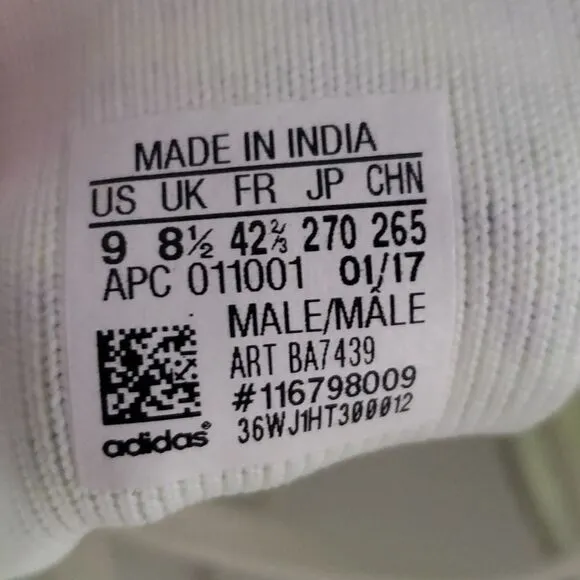 MADE IN INDIA
US UK FR JP CHN
9 8½ 42⅔ 270 265
APC 011001 01/17
MALE/MÂLE
ART BA7439
#116798009
36WJ1HT300012
adidas®